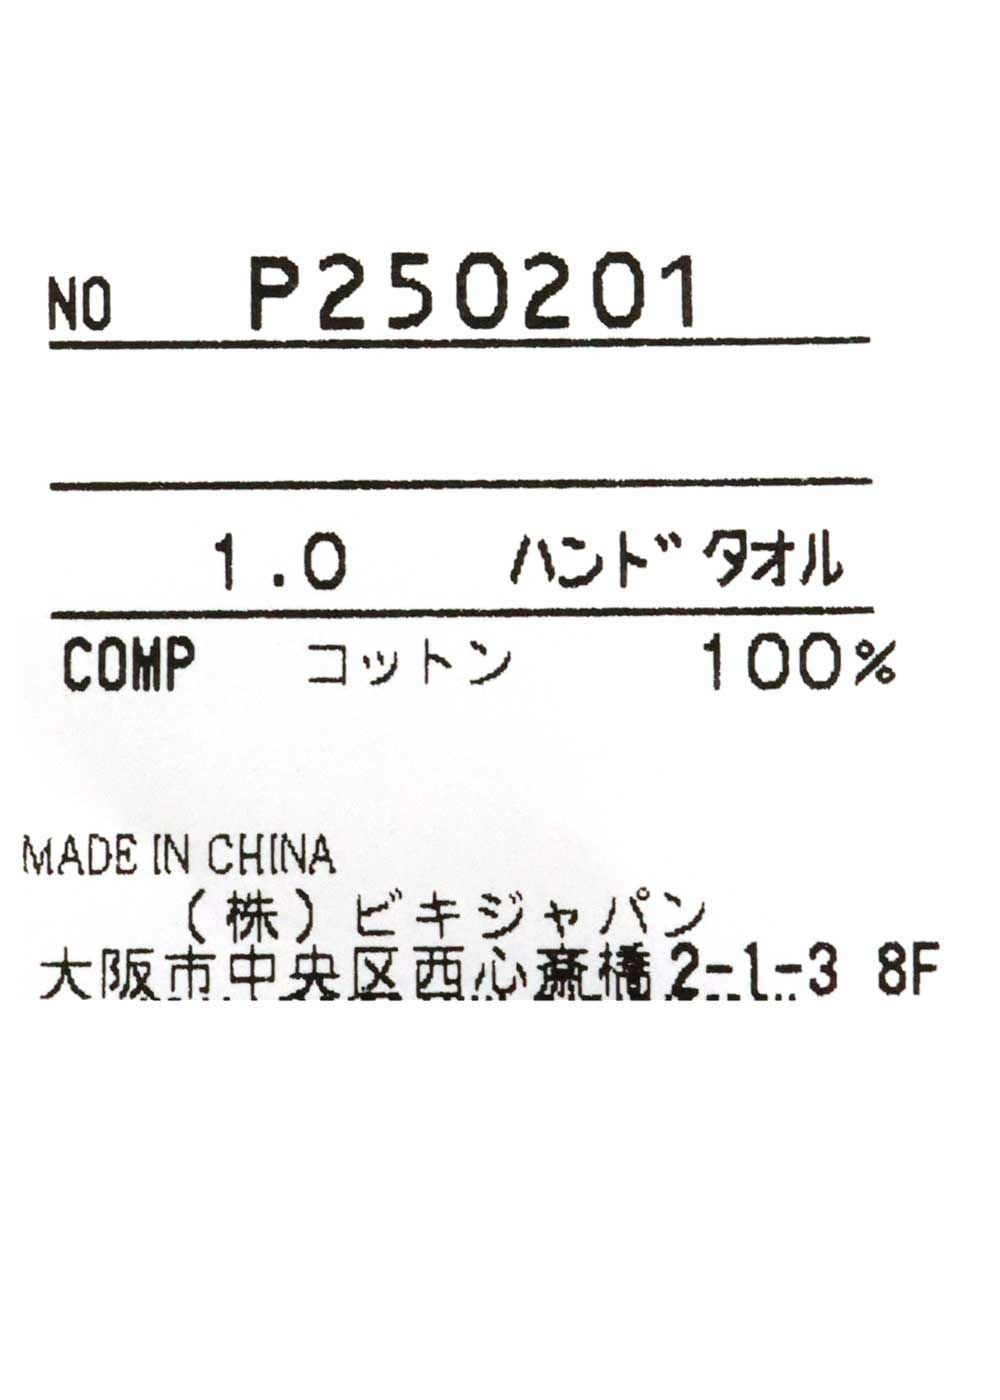 NO P250201
1.0 ハンドタオル
COMP コットン 100%
MADE IN CHINA
(株)ビキジャパン
大阪市中央区西心斎橋2-1-3 8F